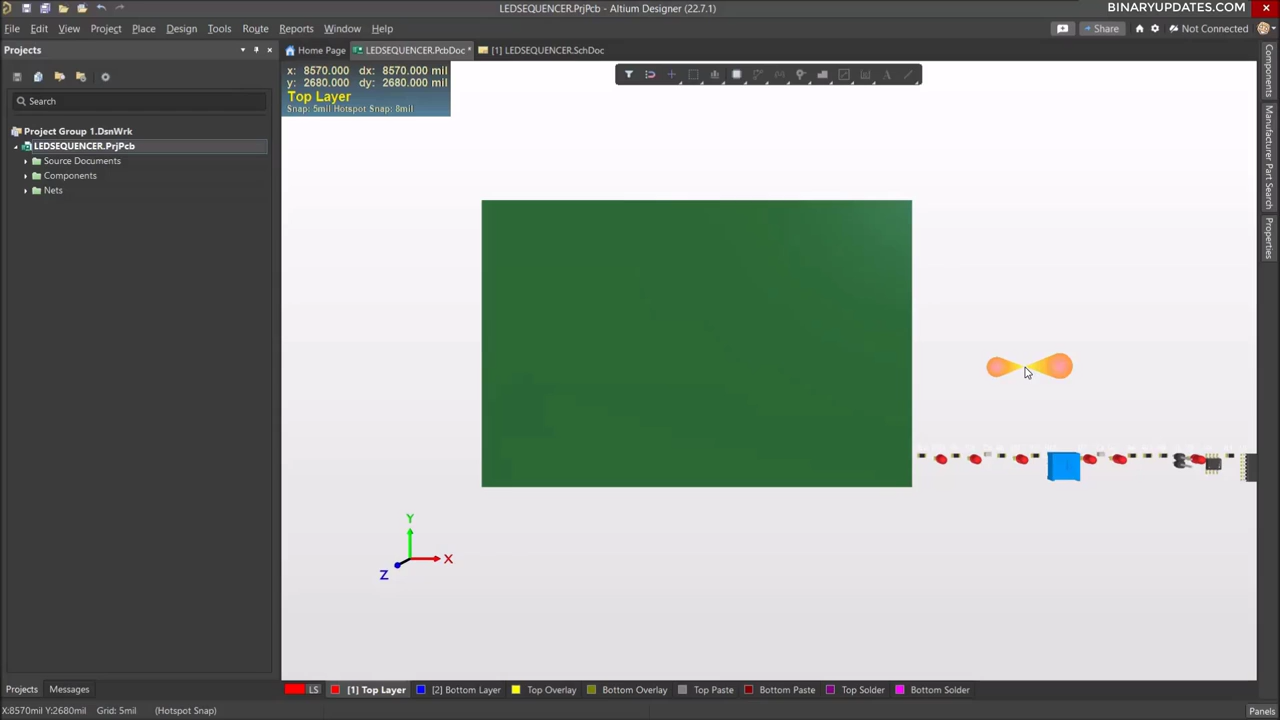 LEDSEQUENCER.PrjPcb - Altium Designer (22.7.1)
BINARYUPDATES.COM
File Edit View Project Place Design Tools Route Reports Window Help
Share Not Connected
Projects
Home Page LEDSEQUENCER.PcbDoc * [1] LEDSEQUENCER.SchDoc
Search
Project Group 1.DsnWrk
LEDSEQUENCER.PrjPcb
Source Documents
Components
Nets
x: 8570.000 dx: 8570.000 mil
y: 2680.000 dy: 2680.000 mil
Top Layer
Snap: 5mil Hotspot Snap: 8mil
Components
Manufacturer Part Search
Properties
Y
X
Z
Projects Messages
LS [1] Top Layer [2] Bottom Layer Top Overlay Bottom Overlay Top Paste Bottom Paste Top Solder Bottom Solder
X:8570mil Y:2680mil Grid: 5mil (Hotspot Snap)
Panels